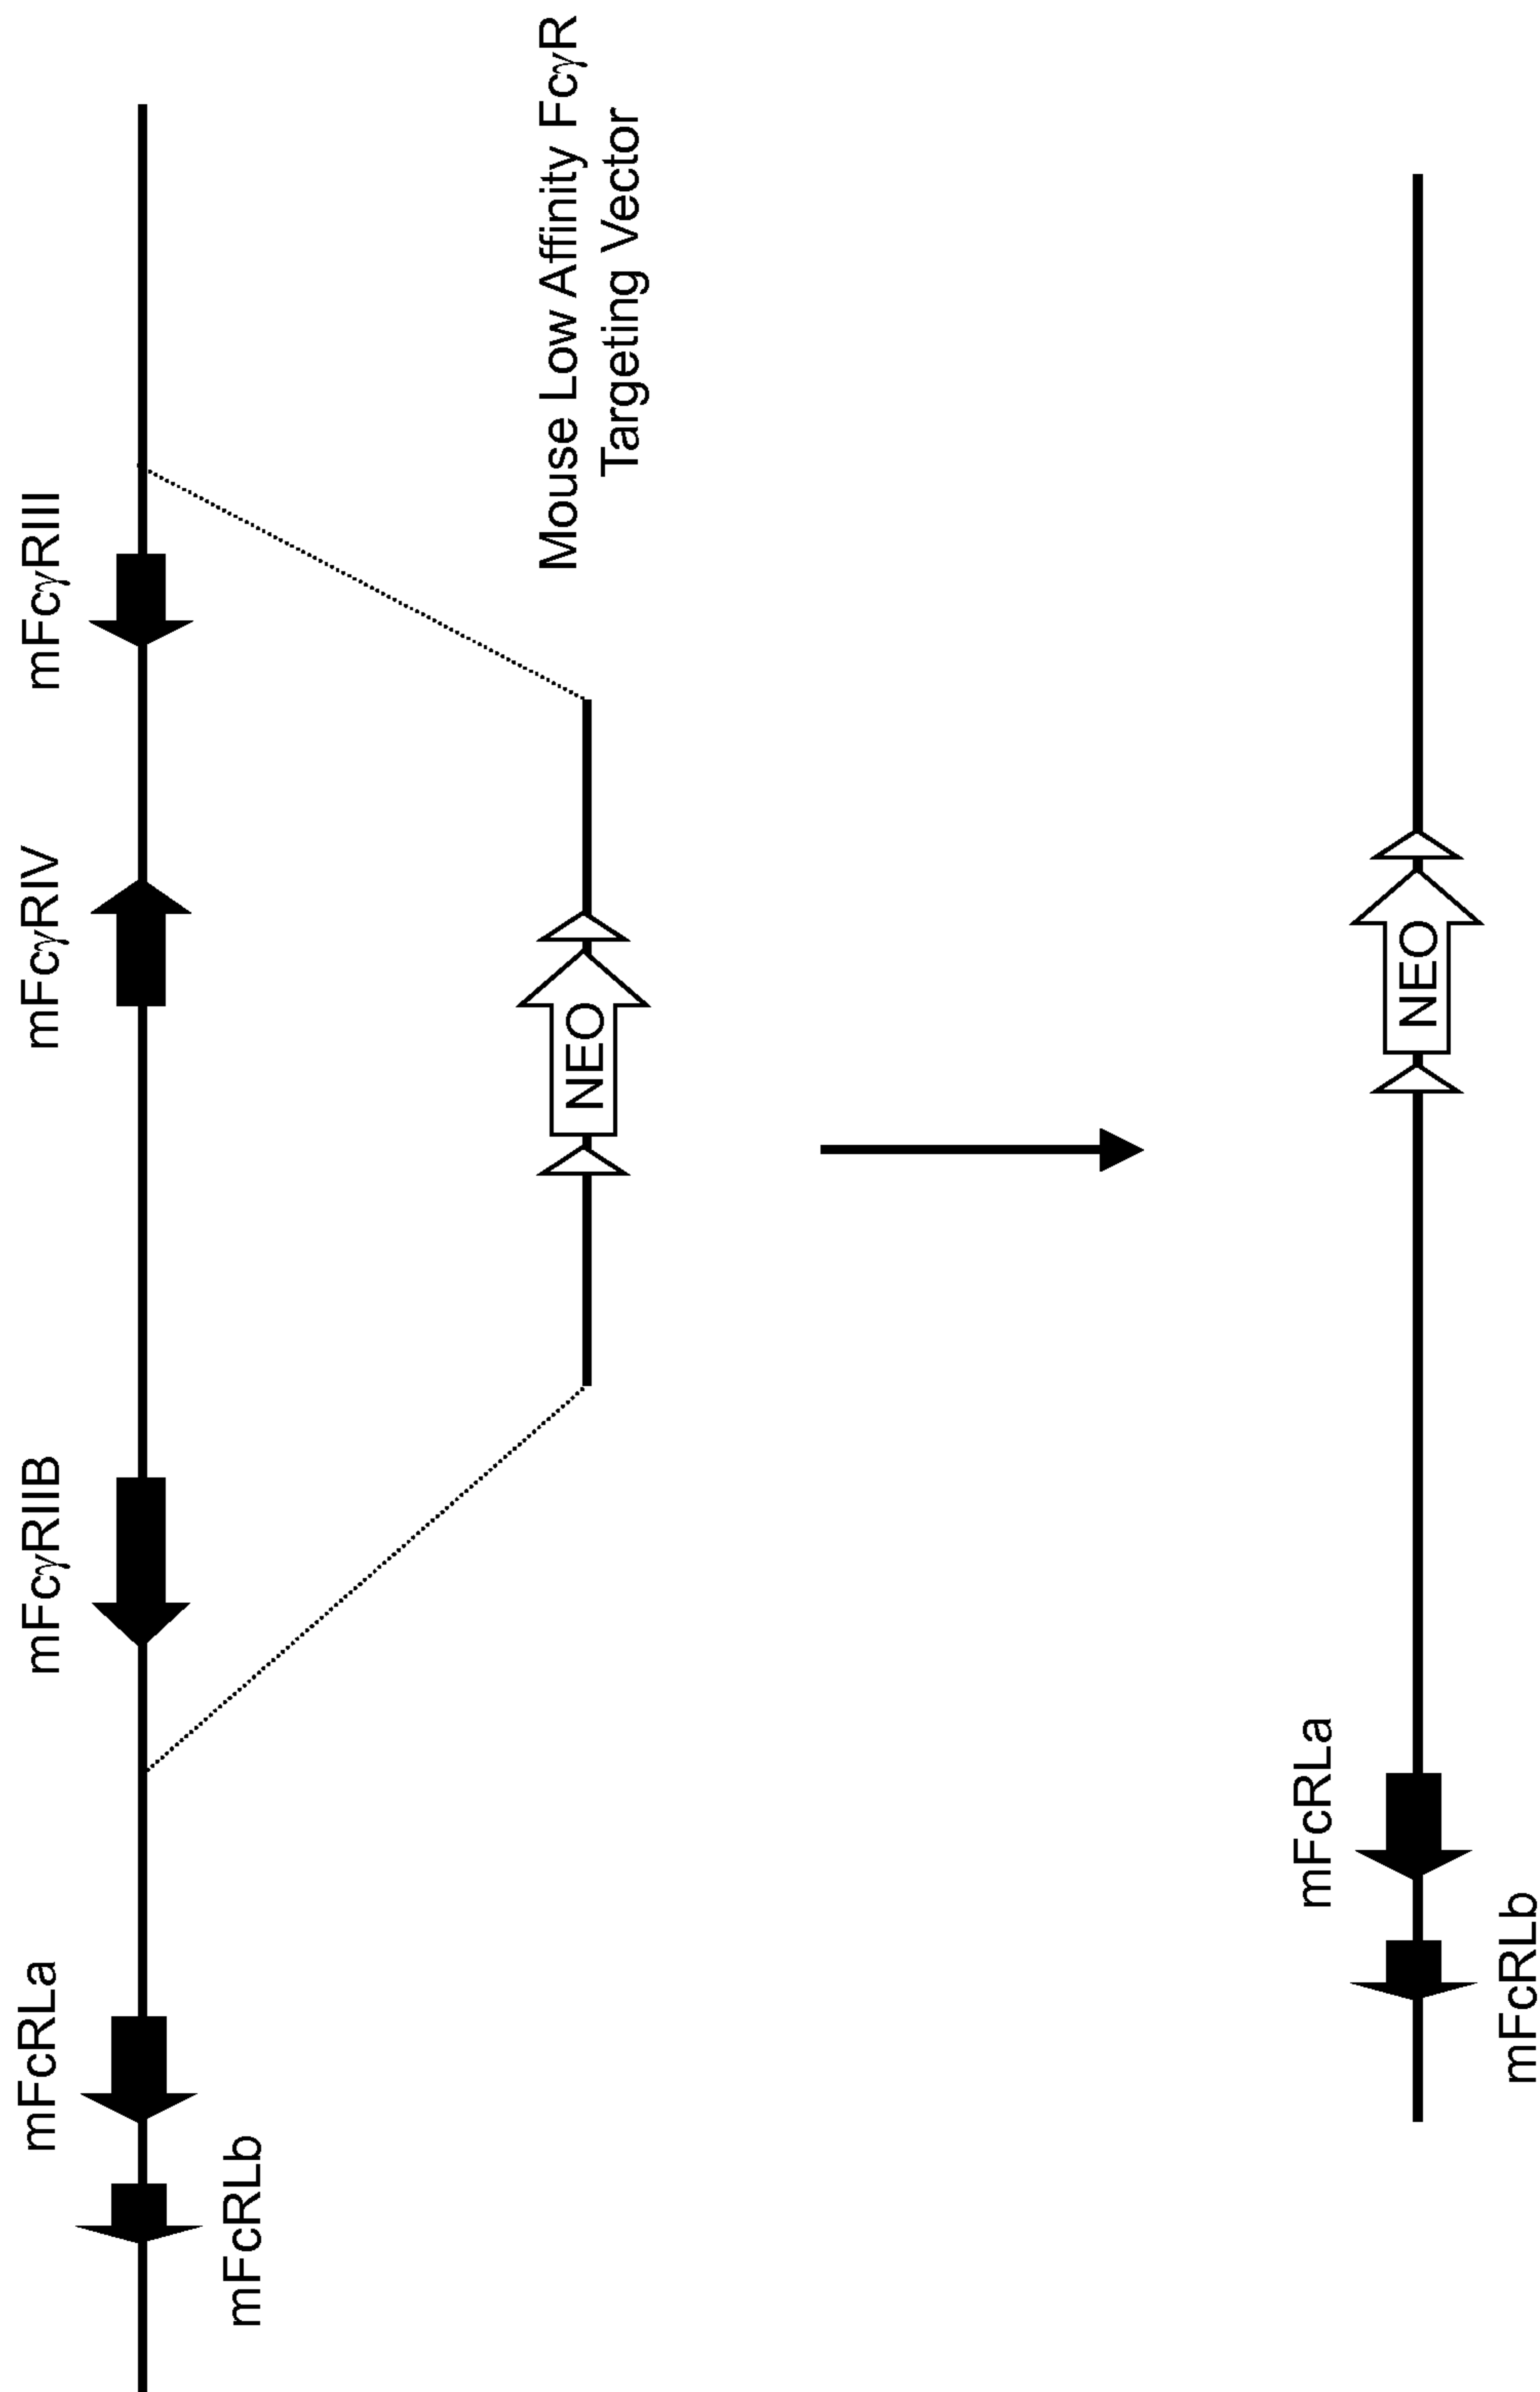 mFcRLa
mFcγRIIB
mFcγRIV
mFcγRIII
mFcRLb
Mouse Low Affinity FcγR
Targeting Vector
NEO
mFcRLa
NEO
mFcRLb